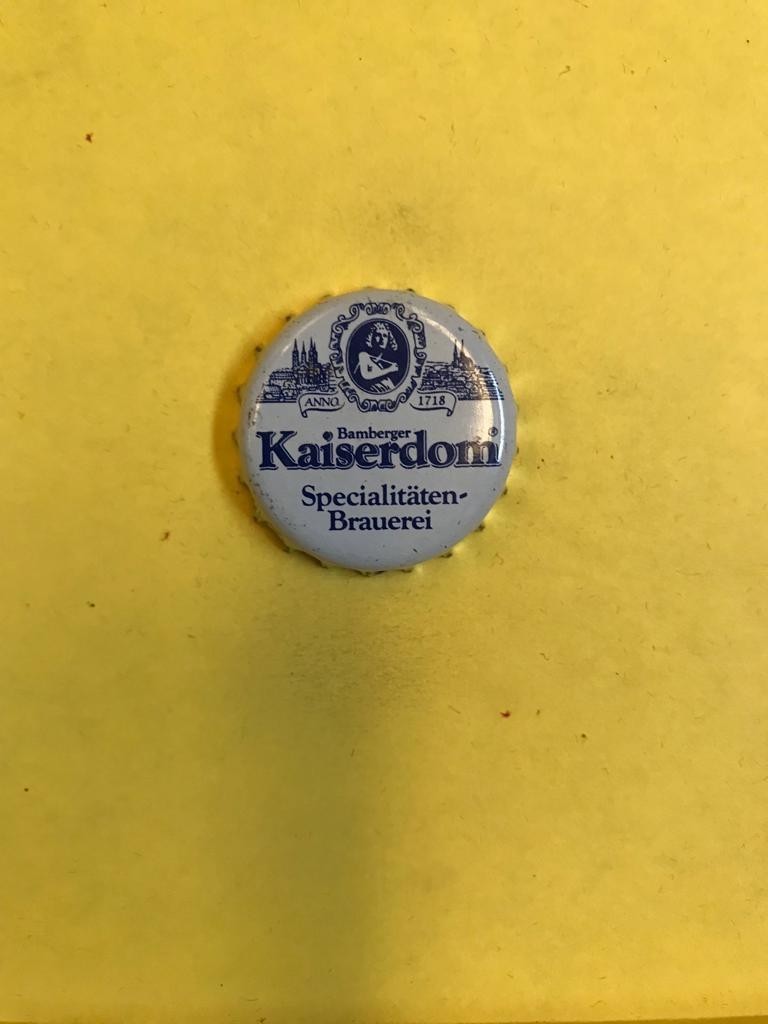 ANNO 1718
Bamberger
Kaiserdom®
Specialitäten-
Brauerei